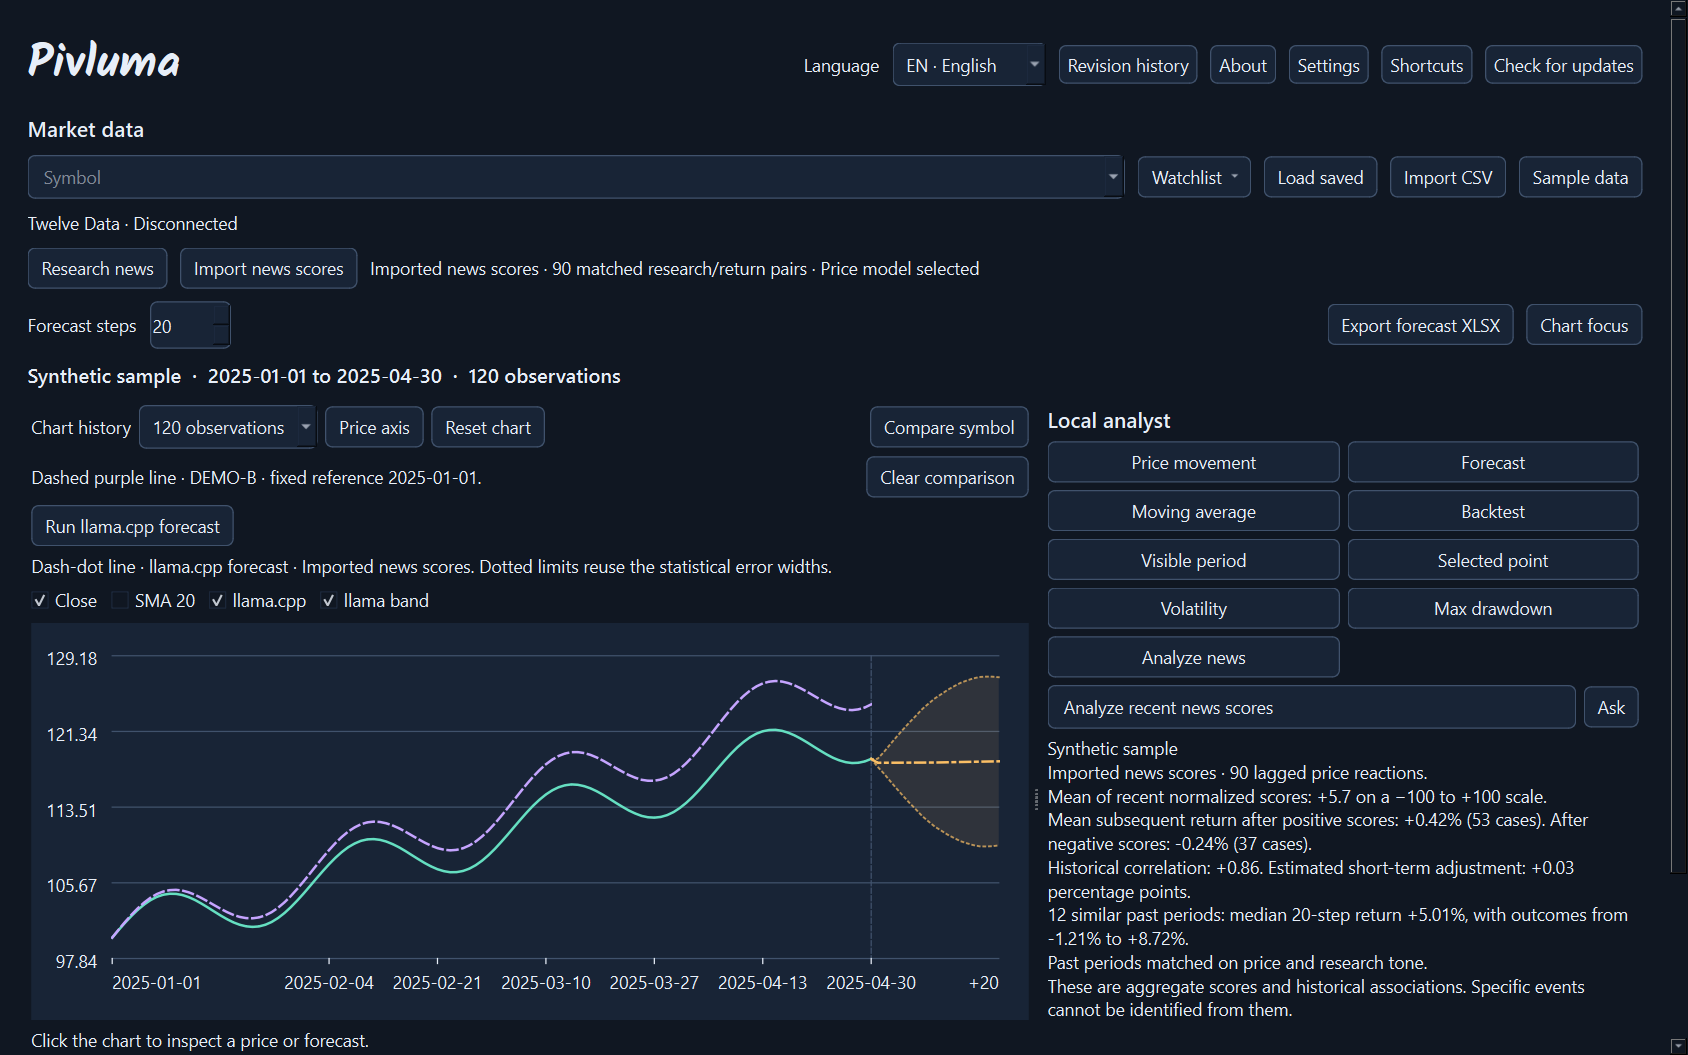 Pivluma
Language
EN · English
Revision history
About
Settings
Shortcuts
Check for updates
Market data
Symbol
Watchlist
Load saved
Import CSV
Sample data
Twelve Data · Disconnected
Research news
Import news scores
Imported news scores · 90 matched research/return pairs · Price model selected
Forecast steps
20
Export forecast XLSX
Chart focus
Synthetic sample · 2025-01-01 to 2025-04-30 · 120 observations
Chart history
120 observations
Price axis
Reset chart
Compare symbol
Dashed purple line · DEMO-B · fixed reference 2025-01-01.
Clear comparison
Run llama.cpp forecast
Dash-dot line · llama.cpp forecast · Imported news scores. Dotted limits reuse the statistical error widths.
Close
SMA 20
llama.cpp
llama band
129.18
121.34
113.51
105.67
97.84
2025-01-01
2025-02-04
2025-02-21
2025-03-10
2025-03-27
2025-04-13
2025-04-30
+20
Click the chart to inspect a price or forecast.
Local analyst
Price movement
Forecast
Moving average
Backtest
Visible period
Selected point
Volatility
Max drawdown
Analyze news
Analyze recent news scores
Ask
Synthetic sample
Imported news scores · 90 lagged price reactions.
Mean of recent normalized scores: +5.7 on a −100 to +100 scale.
Mean subsequent return after positive scores: +0.42% (53 cases). After
negative scores: -0.24% (37 cases).
Historical correlation: +0.86. Estimated short-term adjustment: +0.03
percentage points.
12 similar past periods: median 20-step return +5.01%, with outcomes from
-1.21% to +8.72%.
Past periods matched on price and research tone.
These are aggregate scores and historical associations. Specific events
cannot be identified from them.